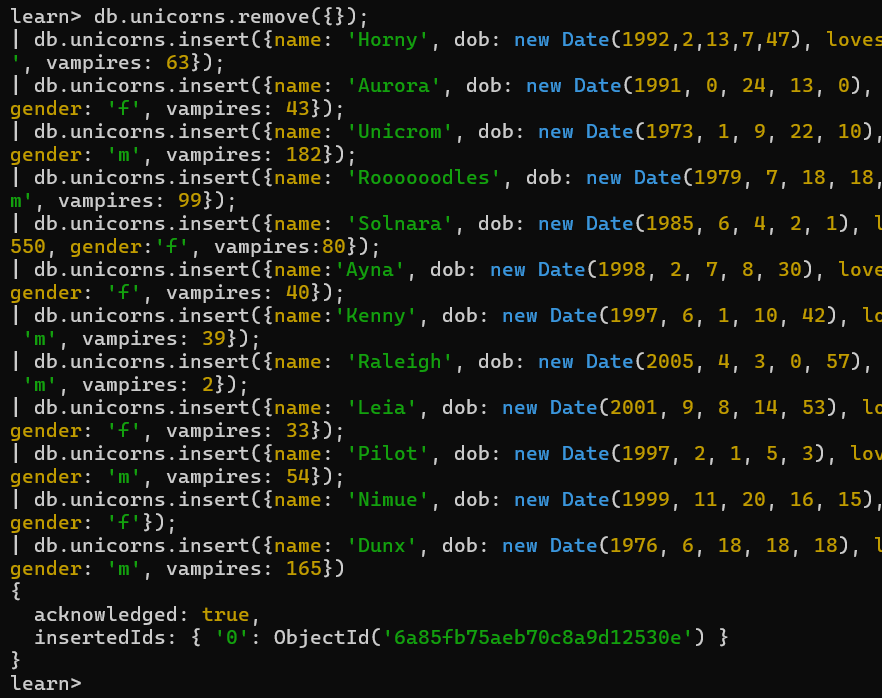 learn> db.unicorns.remove({});
| db.unicorns.insert({name: 'Horny', dob: new Date(1992,2,13,7,47), loves
', vampires: 63});
| db.unicorns.insert({name: 'Aurora', dob: new Date(1991, 0, 24, 13, 0),
gender: 'f', vampires: 43});
| db.unicorns.insert({name: 'Unicrom', dob: new Date(1973, 1, 9, 22, 10),
gender: 'm', vampires: 182});
| db.unicorns.insert({name: 'Roooooodles', dob: new Date(1979, 7, 18, 18,
m', vampires: 99});
| db.unicorns.insert({name: 'Solnara', dob: new Date(1985, 6, 4, 2, 1), l
550, gender:'f', vampires:80});
| db.unicorns.insert({name:'Ayna', dob: new Date(1998, 2, 7, 8, 30), love
gender: 'f', vampires: 40});
| db.unicorns.insert({name:'Kenny', dob: new Date(1997, 6, 1, 10, 42), lo
'm', vampires: 39});
| db.unicorns.insert({name: 'Raleigh', dob: new Date(2005, 4, 3, 0, 57),
'm', vampires: 2});
| db.unicorns.insert({name: 'Leia', dob: new Date(2001, 9, 8, 14, 53), lo
gender: 'f', vampires: 33});
| db.unicorns.insert({name: 'Pilot', dob: new Date(1997, 2, 1, 5, 3), lov
gender: 'm', vampires: 54});
| db.unicorns.insert({name: 'Nimue', dob: new Date(1999, 11, 20, 16, 15),
gender: 'f'});
| db.unicorns.insert({name: 'Dunx', dob: new Date(1976, 6, 18, 18, 18), l
gender: 'm', vampires: 165})
{
acknowledged: true,
insertedIds: { '0': ObjectId('6a85fb75aeb70c8a9d12530e') }
}
learn>